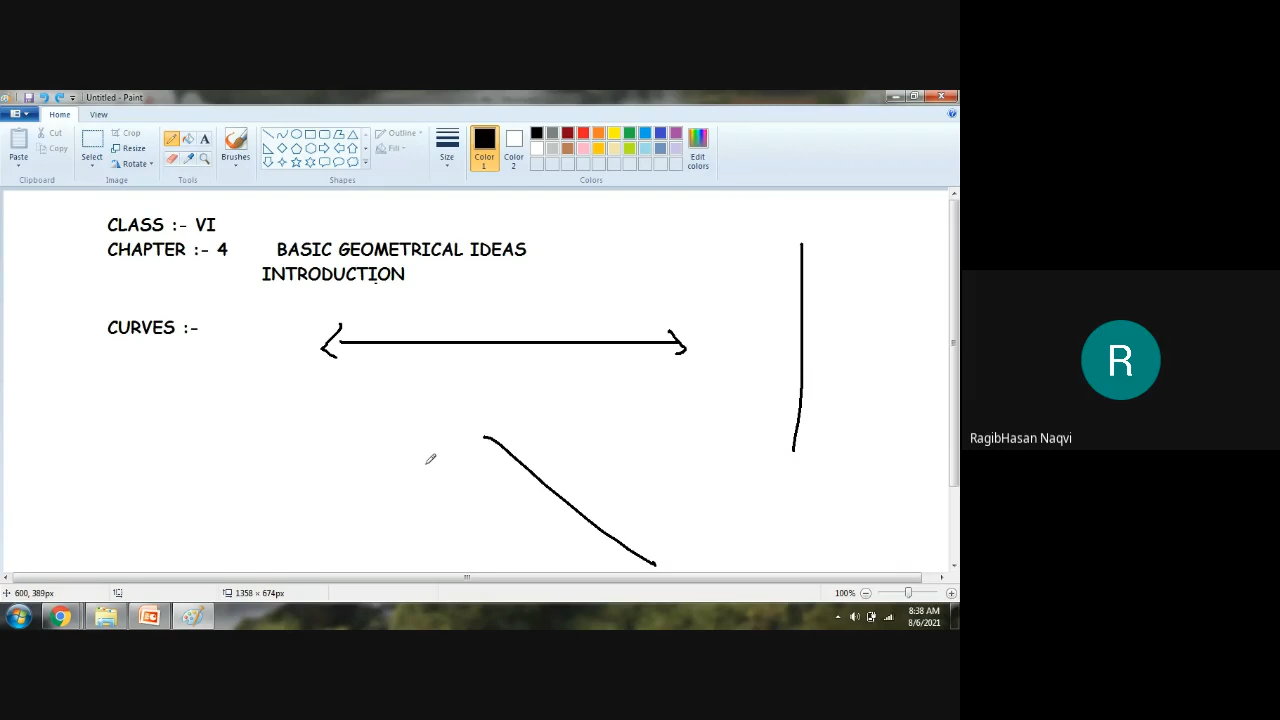 Untitled - Paint
Home View
Paste
Cut
Copy
Clipboard
Select
Crop
Resize
Rotate
Image
A
Tools
Brushes
Shapes
Outline
Fill
Size
Color 1
Color 2
Edit colors
Colors
CLASS :- VI
CHAPTER :- 4 BASIC GEOMETRICAL IDEAS
INTRODUCTION
CURVES :-
R
RagibHasan Naqvi
600, 389px
1358 × 674px
100%
8:38 AM
8/6/2021